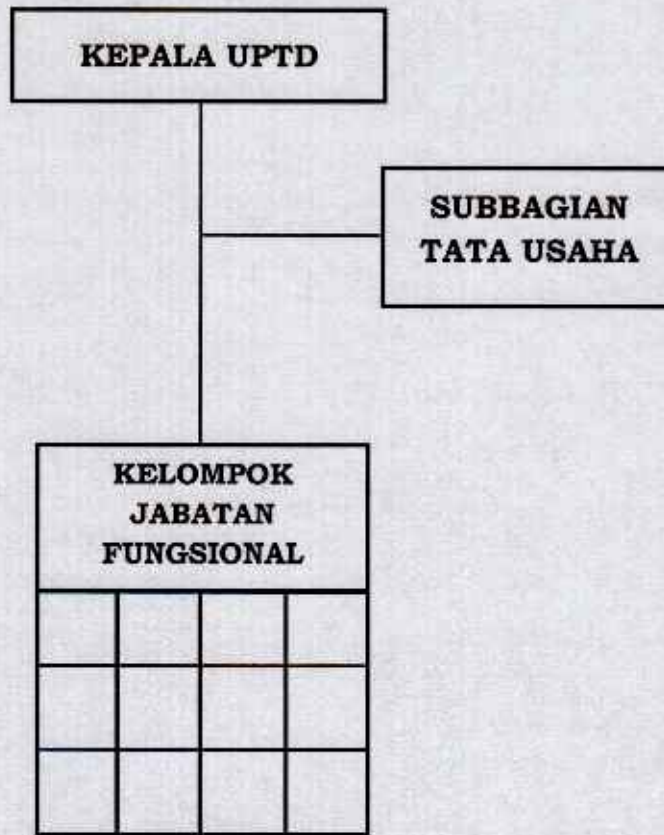 KEPALA UPTD
SUBBAGIAN
TATA USAHA
KELOMPOK
JABATAN
FUNGSIONAL